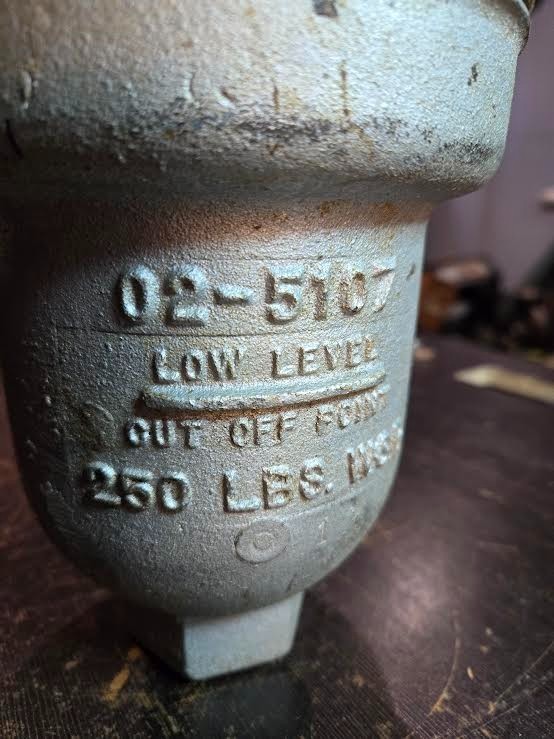 02-5107
LOW LEVEL
CUT OFF POINT
250 LBS.